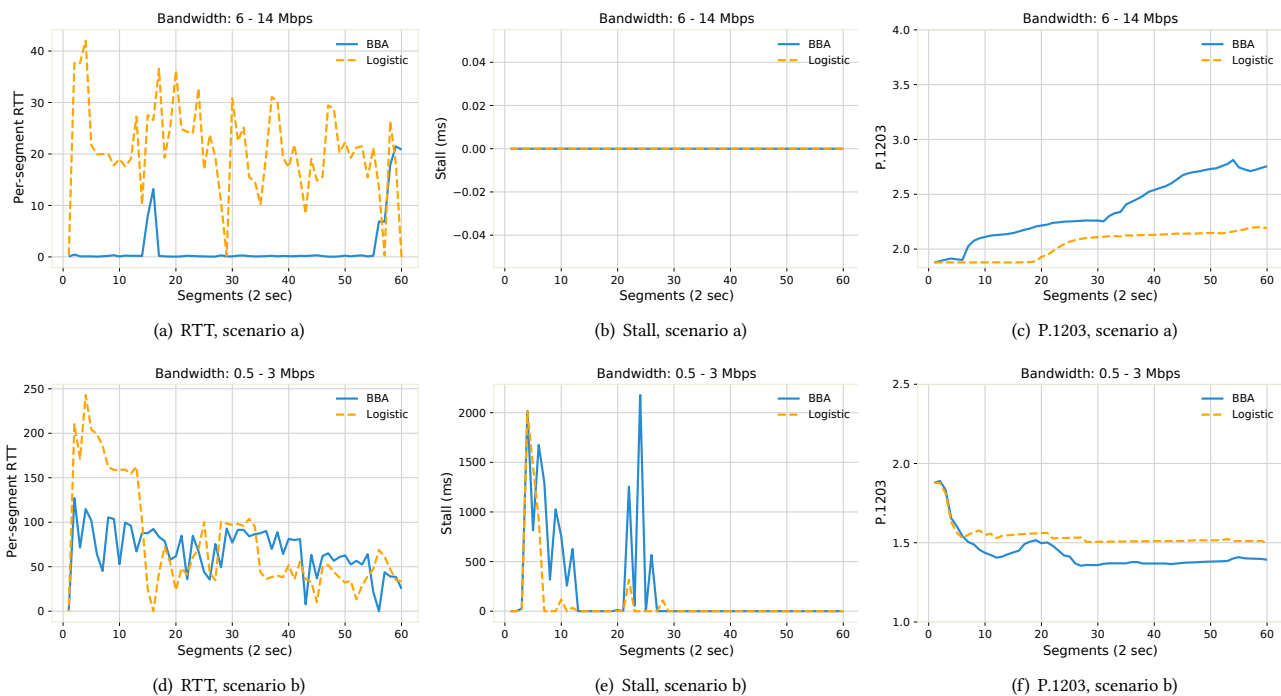 Bandwidth: 6 - 14 Mbps
BBA
Logistic
Per-segment RTT
40
30
20
10
0
0 10 20 30 40 50 60
Segments (2 sec)
(a) RTT, scenario a)
Bandwidth: 6 - 14 Mbps
BBA
Logistic
Stall (ms)
0.04
0.02
0.00
−0.02
−0.04
0 10 20 30 40 50 60
Segments (2 sec)
(b) Stall, scenario a)
Bandwidth: 6 - 14 Mbps
BBA
Logistic
P.1203
4.0
3.5
3.0
2.5
2.0
0 10 20 30 40 50 60
Segments (2 sec)
(c) P.1203, scenario a)
Bandwidth: 0.5 - 3 Mbps
BBA
Logistic
Per-segment RTT
250
200
150
100
50
0
0 10 20 30 40 50 60
Segments (2 sec)
(d) RTT, scenario b)
Bandwidth: 0.5 - 3 Mbps
BBA
Logistic
Stall (ms)
2000
1500
1000
500
0
0 10 20 30 40 50 60
Segments (2 sec)
(e) Stall, scenario b)
Bandwidth: 0.5 - 3 Mbps
BBA
Logistic
P.1203
2.5
2.0
1.5
1.0
0 10 20 30 40 50 60
Segments (2 sec)
(f) P.1203, scenario b)